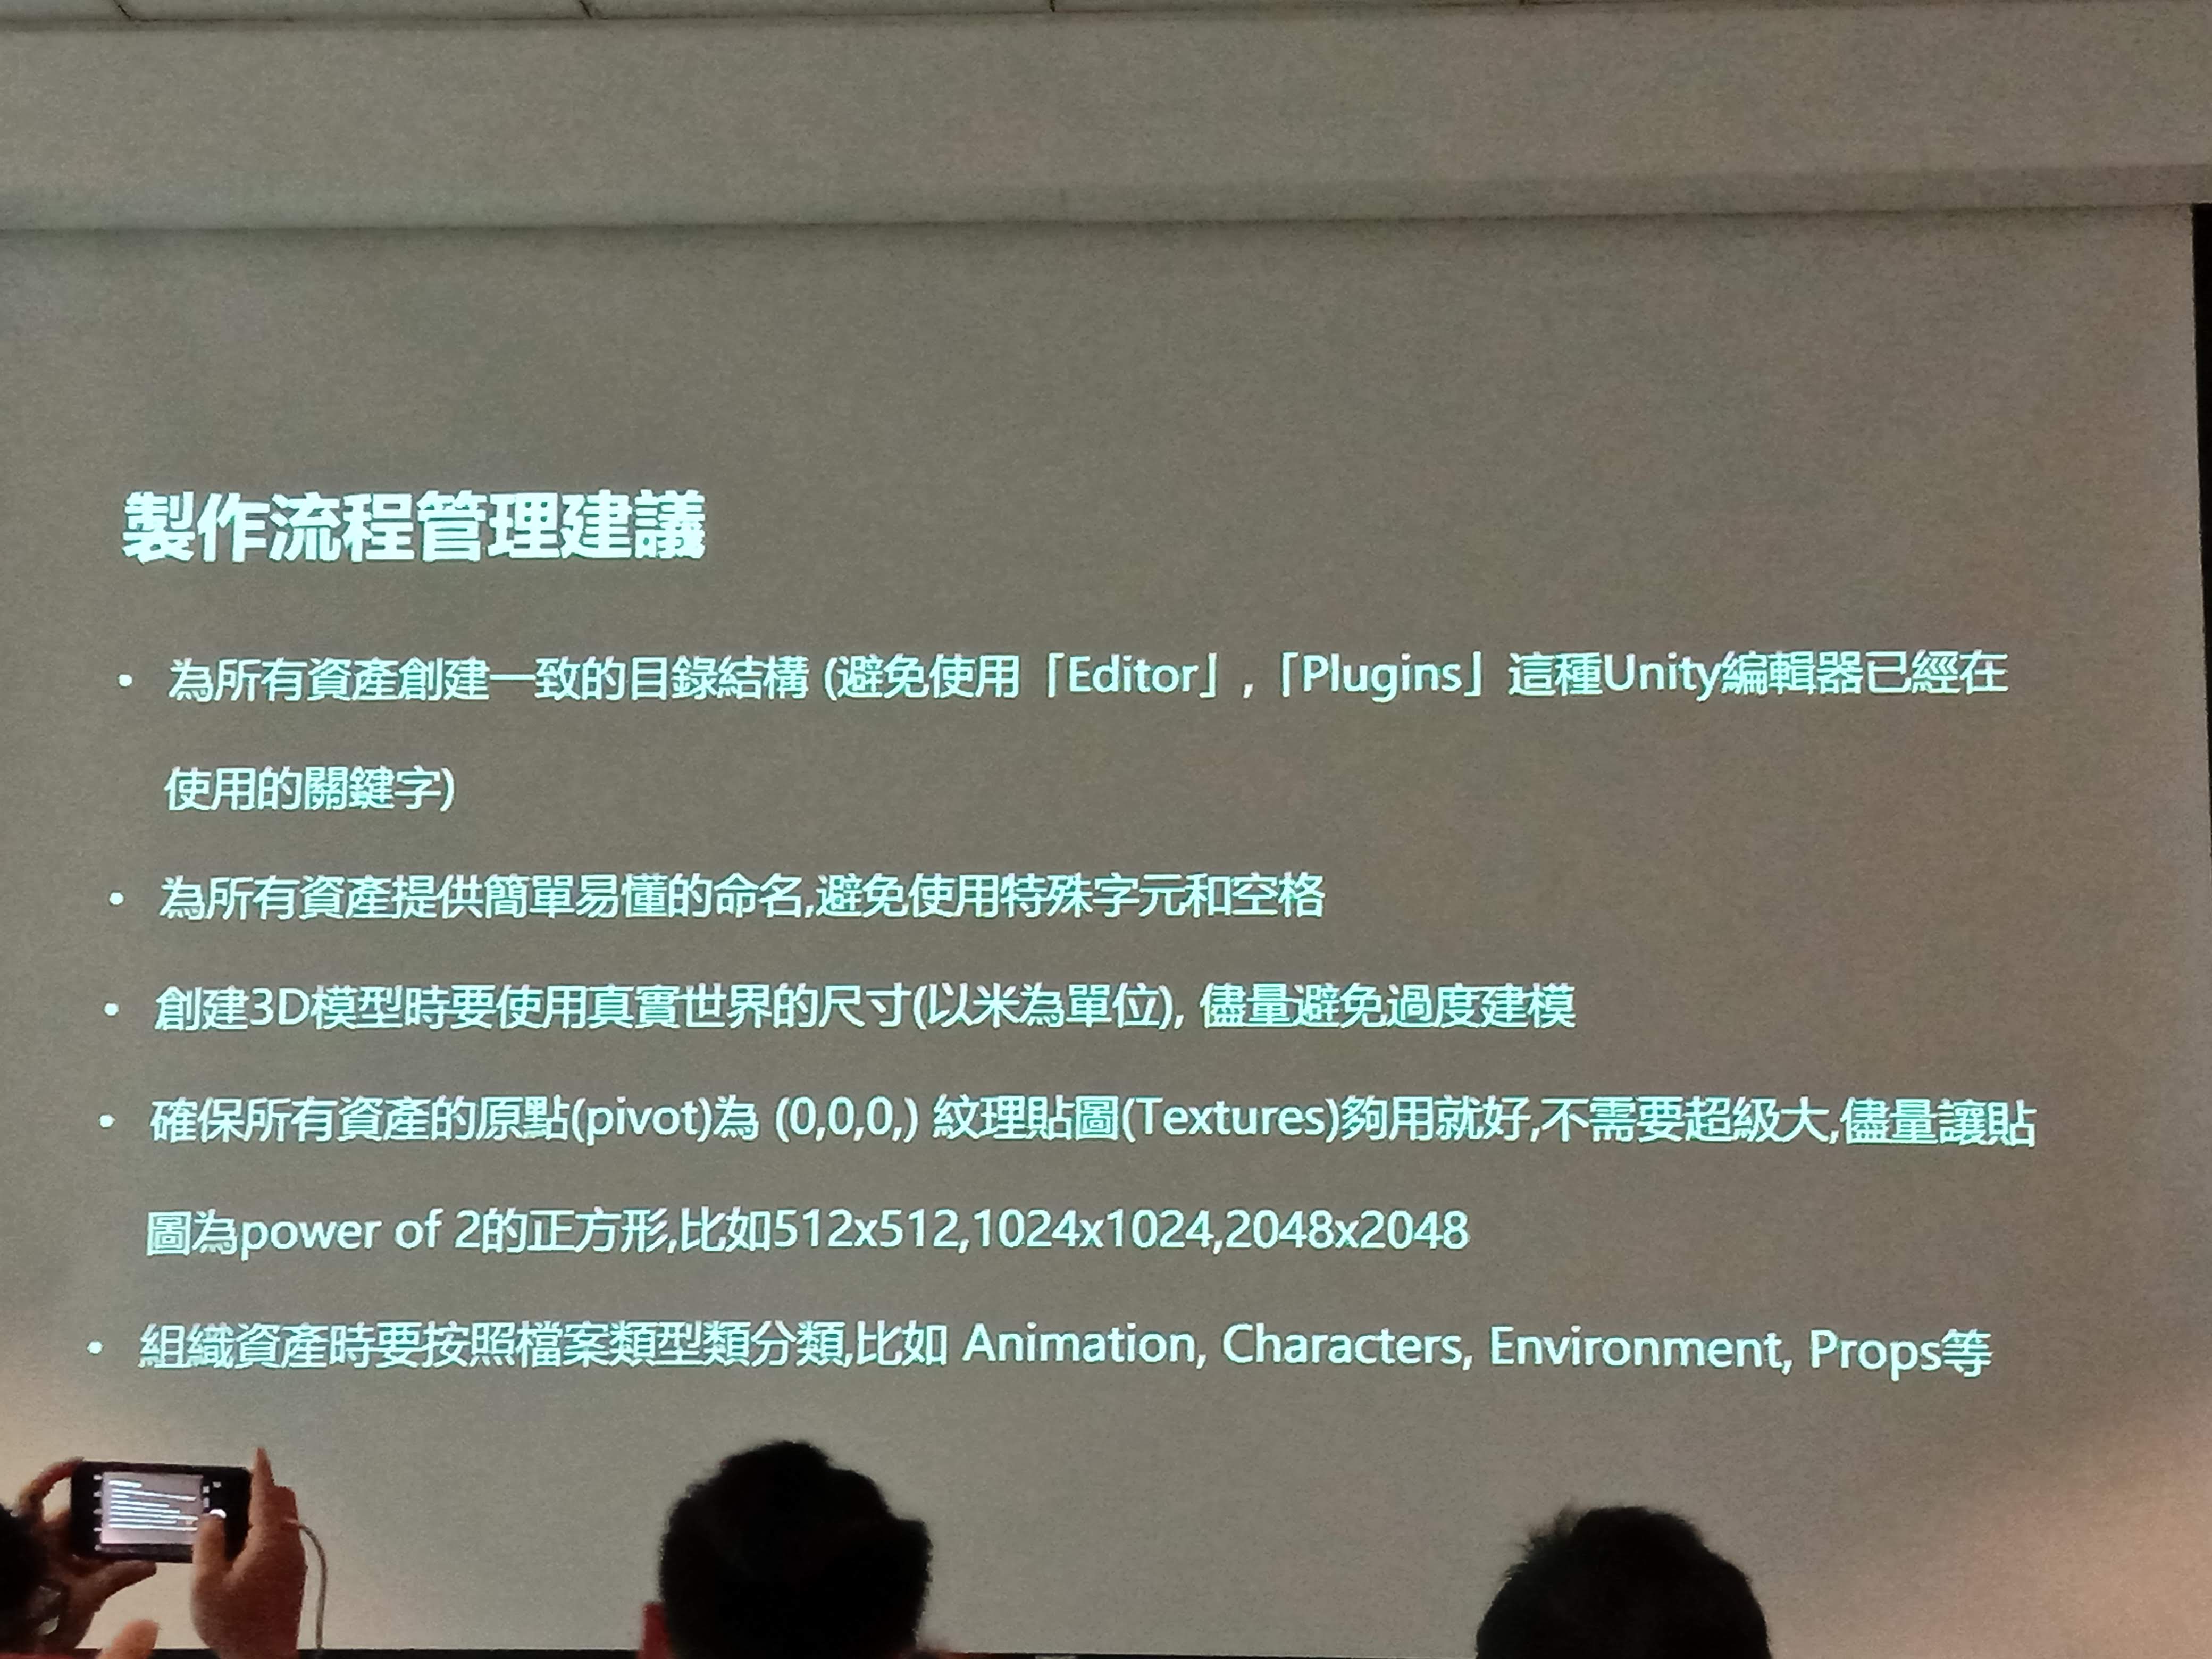 製作流程管理建議
• 為所有資產創建一致的目錄結構 (避免使用「Editor」,「Plugins」這種Unity編輯器已經在
使用的關鍵字)
• 為所有資產提供簡單易懂的命名,避免使用特殊字元和空格
• 創建3D模型時要使用真實世界的尺寸(以米為單位), 儘量避免過度建模
• 確保所有資產的原點(pivot)為 (0,0,0,) 紋理貼圖(Textures)夠用就好,不需要超級大,儘量讓貼
圖為power of 2的正方形,比如512x512,1024x1024,2048x2048
• 組織資產時要按照檔案類型類分類,比如 Animation, Characters, Environment, Props等